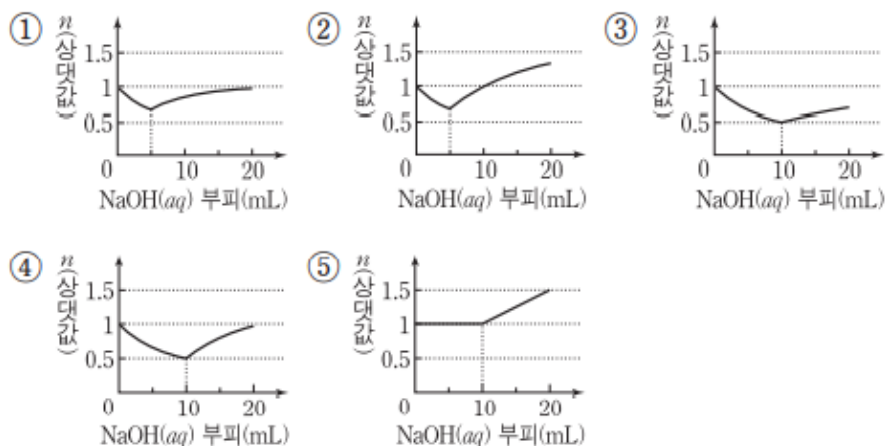 ① n (상댓값) 1.5 1 0.5 0 10 20
NaOH(aq) 부피(mL)
② n (상댓값) 1.5 1 0.5 0 10 20
NaOH(aq) 부피(mL)
③ n (상댓값) 1.5 1 0.5 0 10 20
NaOH(aq) 부피(mL)
④ n (상댓값) 1.5 1 0.5 0 10 20
NaOH(aq) 부피(mL)
⑤ n (상댓값) 1.5 1 0.5 0 10 20
NaOH(aq) 부피(mL)